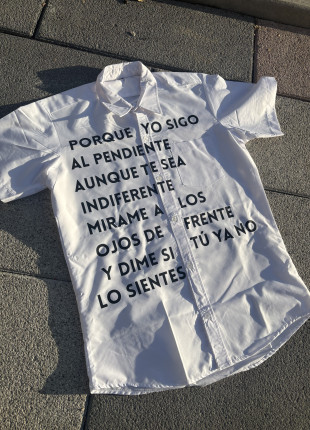 PORQUE YO SIGO
AL PENDIENTE
AUNQUE TE SEA
INDIFERENTE
MIRAME A LOS
OJOS DE FRENTE
Y DIME SI TÚ YA NO
LO SIENTES